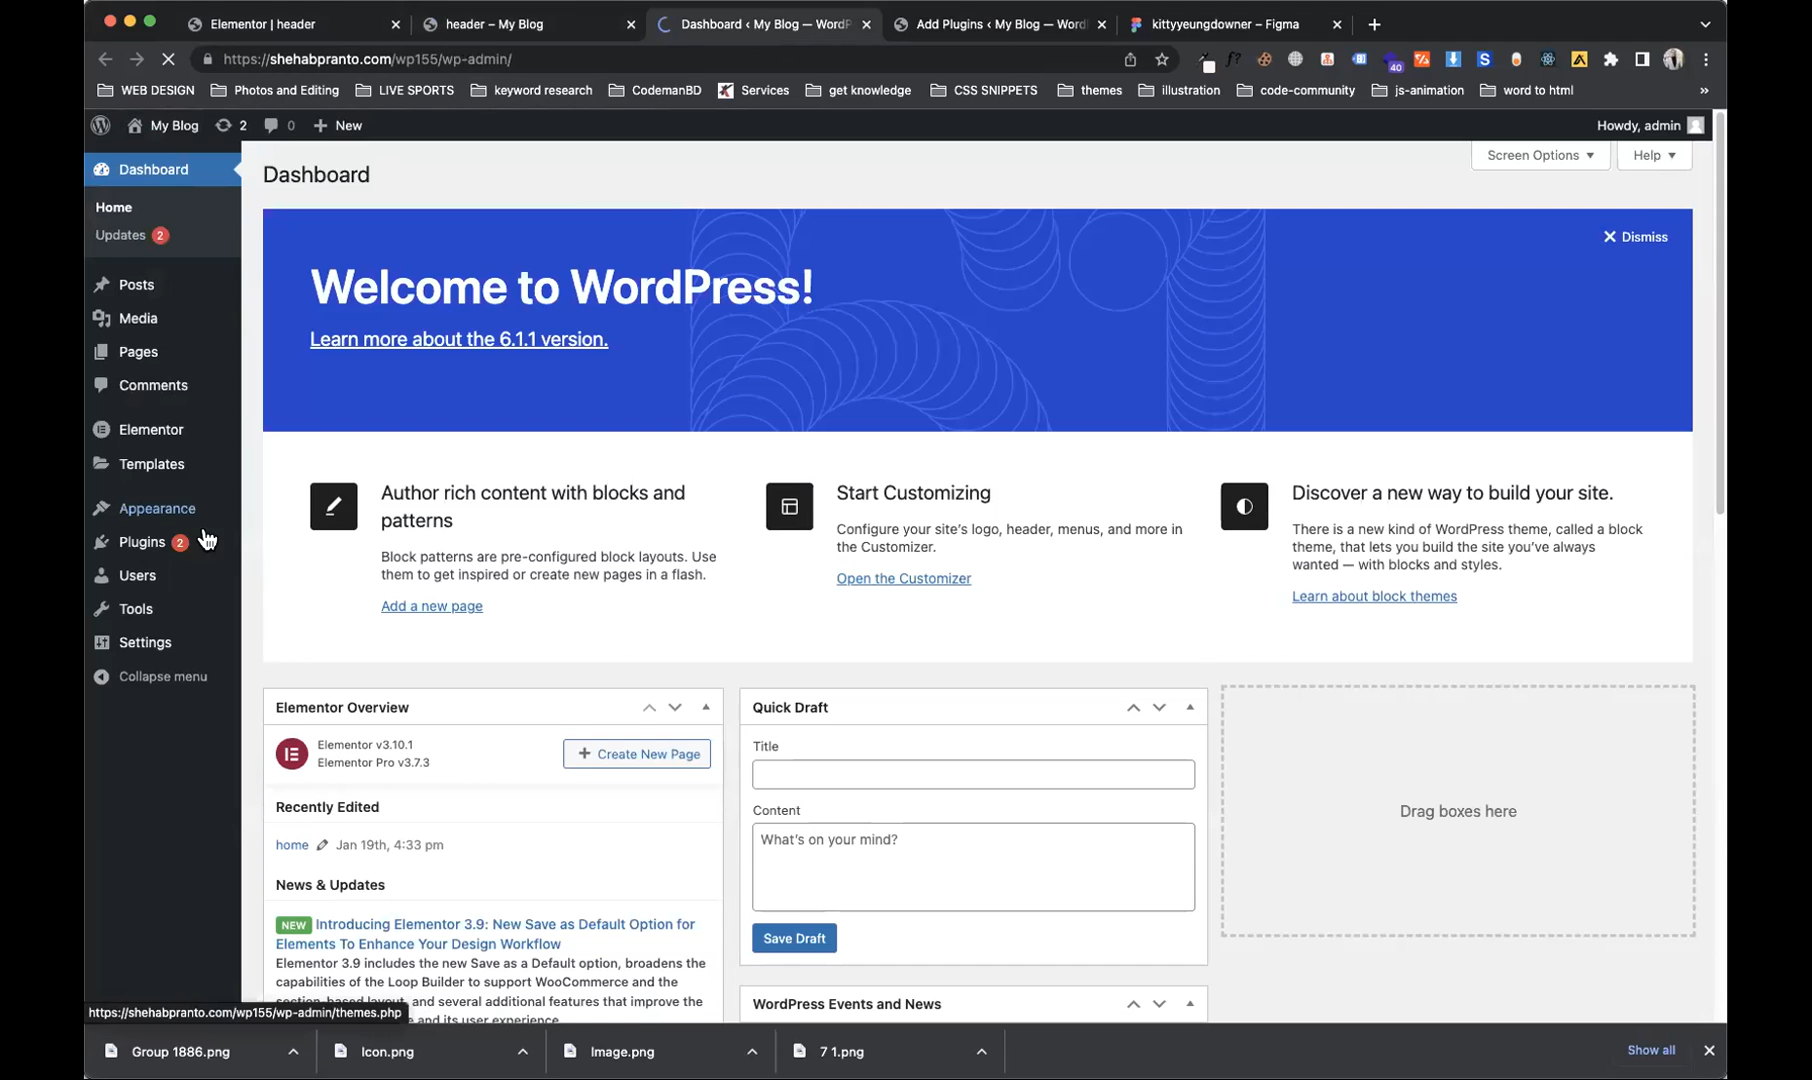 Elementor | header
header – My Blog
Dashboard ‹ My Blog — WordP
Add Plugins ‹ My Blog — Word
kittyyeungdowner – Figma
https://shehabpranto.com/wp155/wp-admin/
40
WEB DESIGN
Photos and Editing
LIVE SPORTS
keyword research
CodemanBD
Services
get knowledge
CSS SNIPPETS
themes
illustration
code-community
js-animation
word to html
»
My Blog
2
0
New
Howdy, admin
Dashboard
Home
Updates 2
Posts
Media
Pages
Comments
Elementor
Templates
Appearance
Plugins 2
Users
Tools
Settings
Collapse menu
Screen Options
Help
Dashboard
Dismiss
Welcome to WordPress!
Learn more about the 6.1.1 version.
Author rich content with blocks and
patterns
Block patterns are pre-configured block layouts. Use
them to get inspired or create new pages in a flash.
Add a new page
Start Customizing
Configure your site's logo, header, menus, and more in
the Customizer.
Open the Customizer
Discover a new way to build your site.
There is a new kind of WordPress theme, called a block
theme, that lets you build the site you've always
wanted — with blocks and styles.
Learn about block themes
Elementor Overview
Elementor v3.10.1
Elementor Pro v3.7.3
Create New Page
Recently Edited
home Jan 19th, 4:33 pm
News & Updates
NEW Introducing Elementor 3.9: New Save as Default Option for
Elements To Enhance Your Design Workflow
Elementor 3.9 includes the new Save as a Default option, broadens the
capabilities of the Loop Builder to support WooCommerce and the
section-based layout, and several additional features that improve the
e and its user experience.
Quick Draft
Title
Content
What's on your mind?
Save Draft
WordPress Events and News
Drag boxes here
https://shehabpranto.com/wp155/wp-admin/themes.php
Group 1886.png
Icon.png
Image.png
7 1.png
Show all